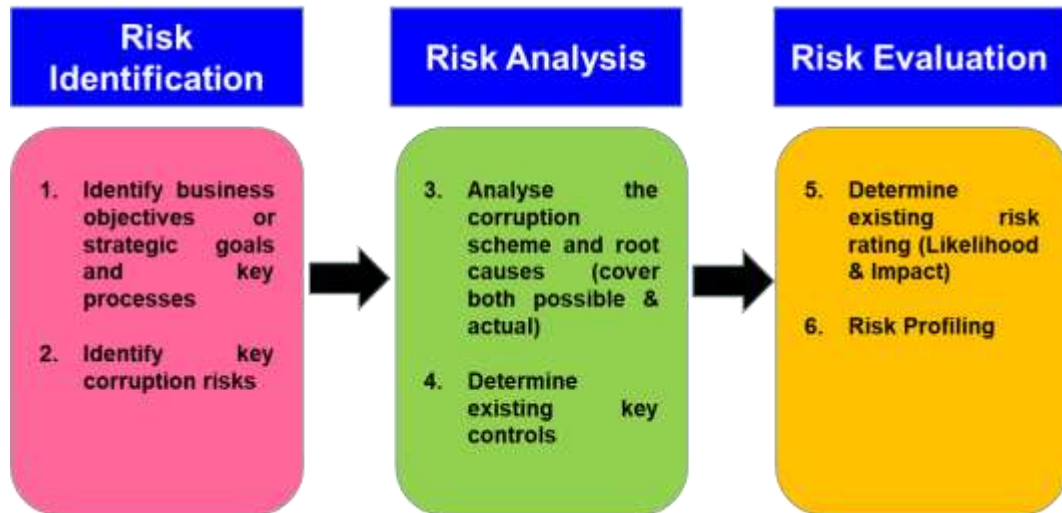 Risk
Identification
1. Identify business
objectives or
strategic goals
and key
processes
2. Identify key
corruption risks
Risk Analysis
3. Analyse the
corruption
scheme and root
causes (cover
both possible &
actual)
4. Determine
existing key
controls
Risk Evaluation
5. Determine
existing risk
rating (Likelihood
& Impact)
6. Risk Profiling